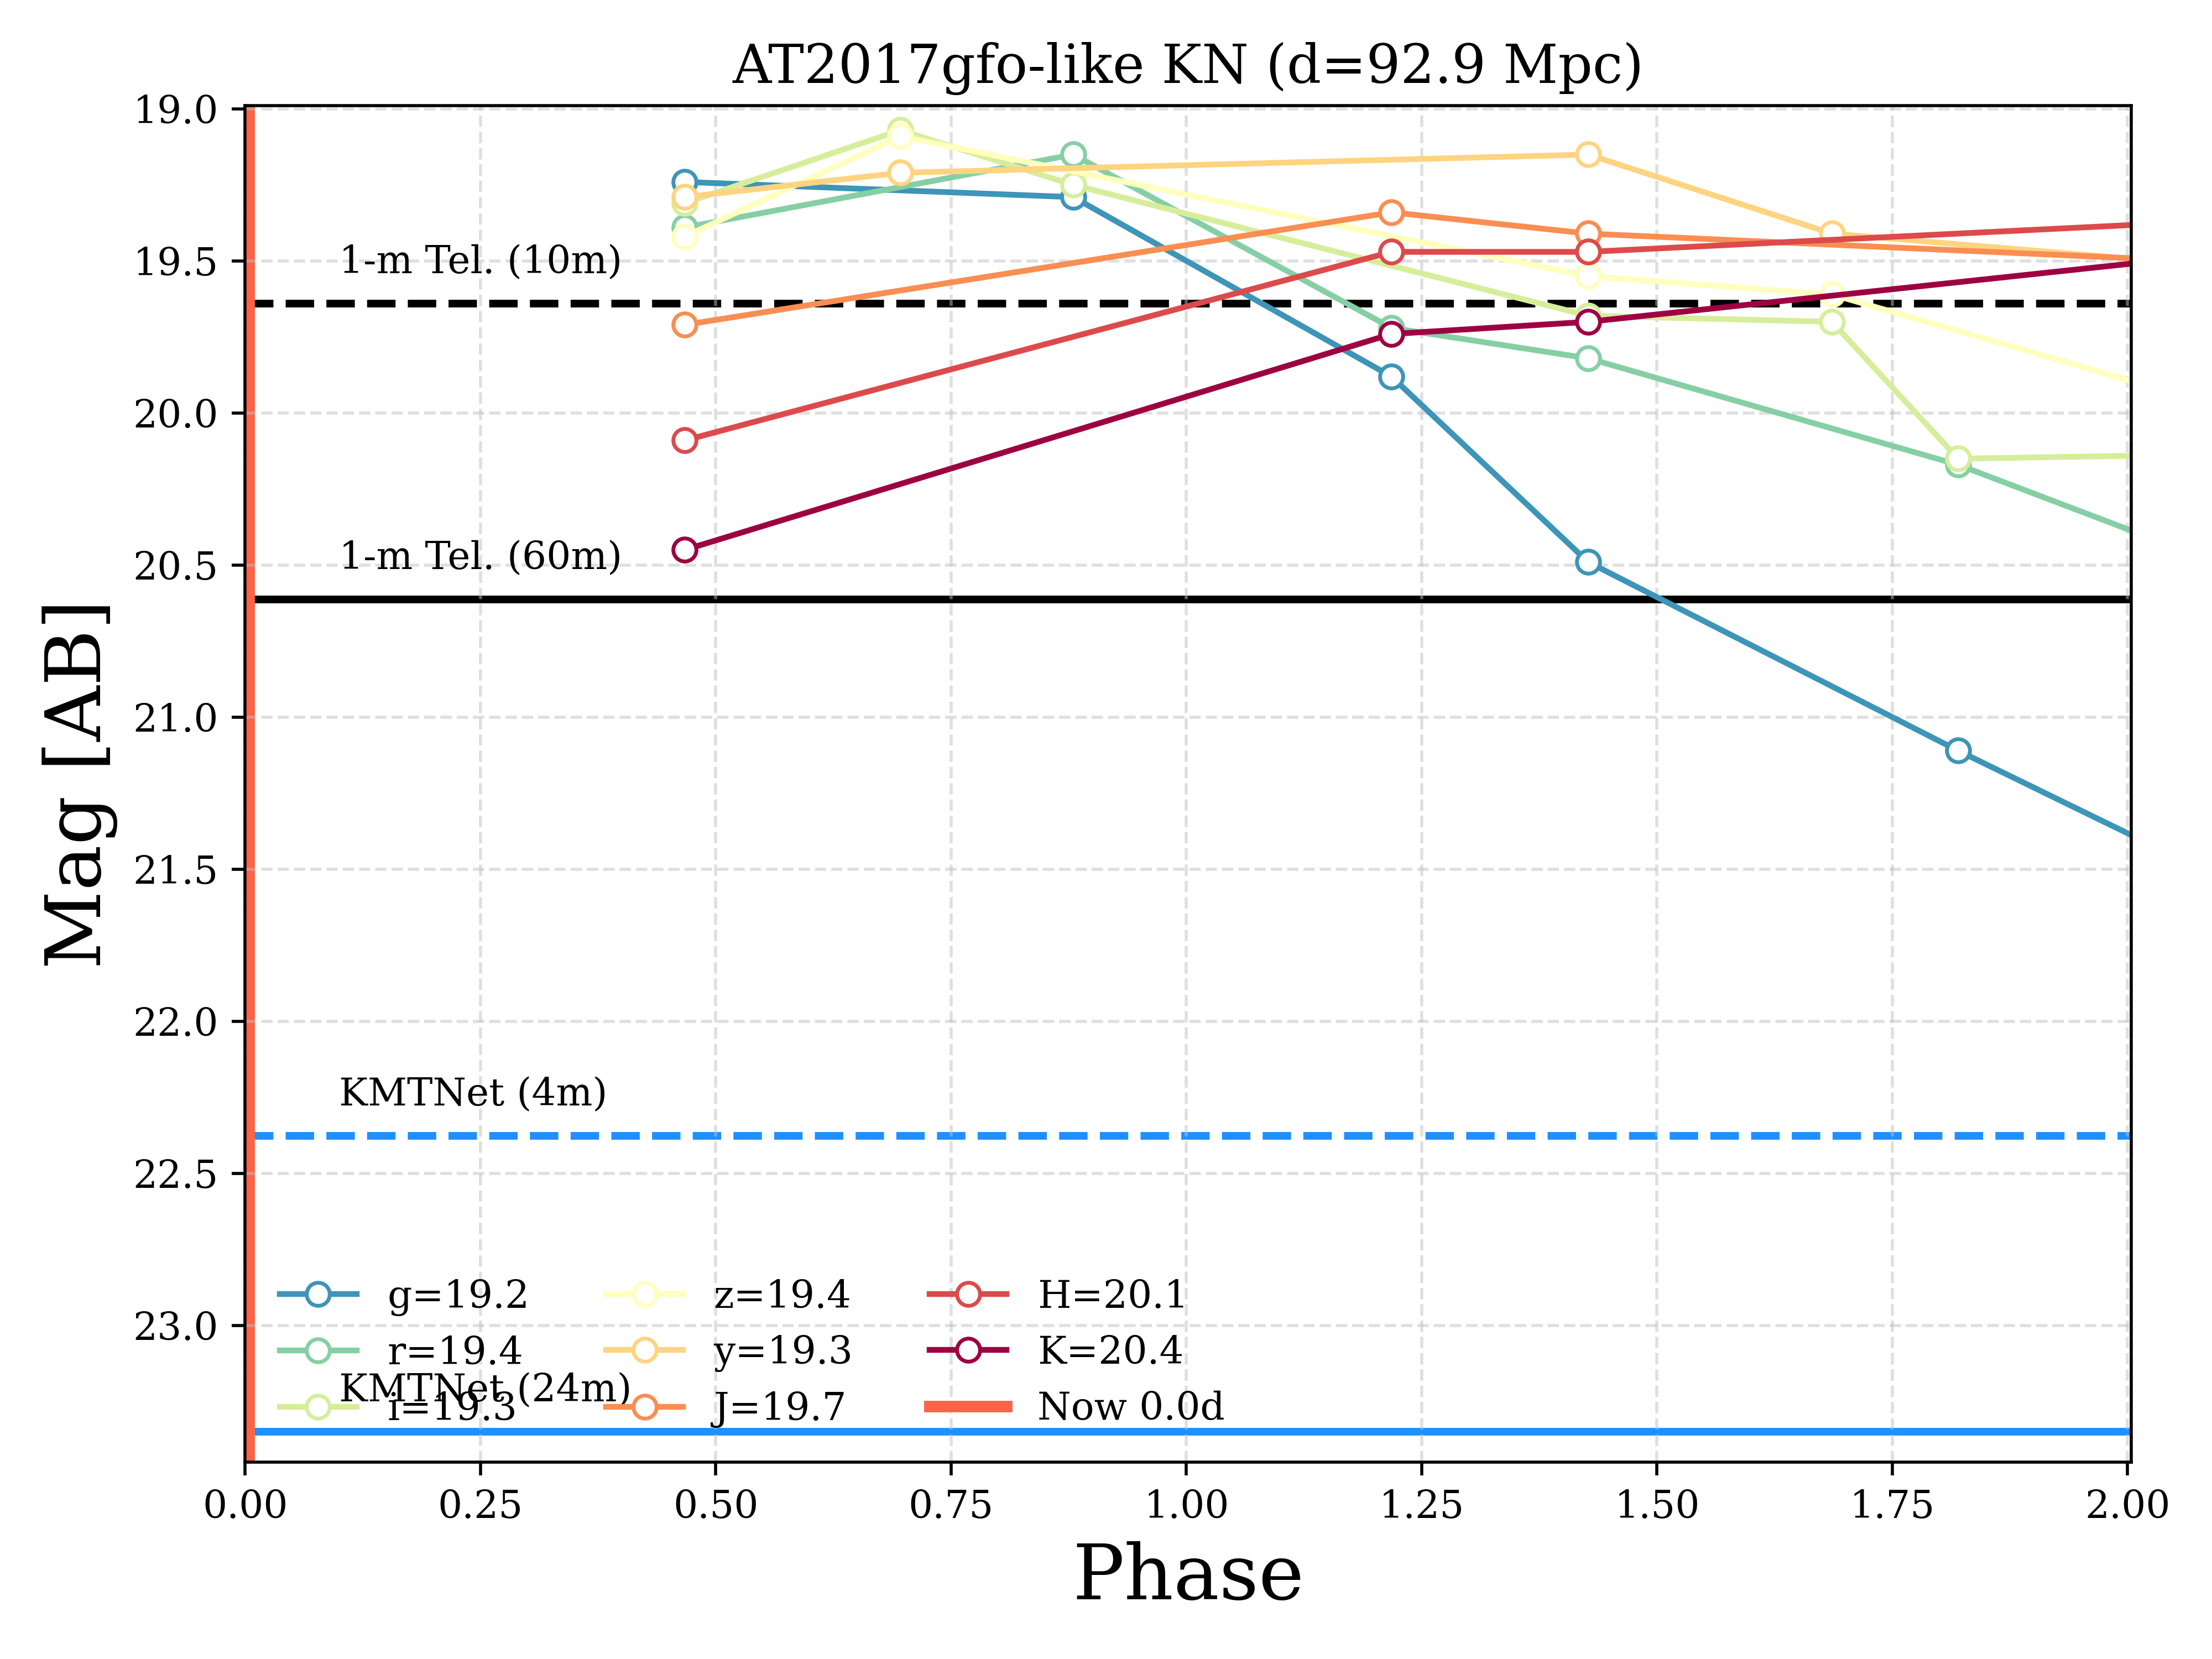 AT2017gfo-like KN (d=92.9 Mpc)
19.0
19.5
20.0
20.5
21.0
21.5
22.0
22.5
23.0
Mag [AB]
1-m Tel. (10m)
1-m Tel. (60m)
KMTNet (4m)
KMTNet (24m)
g=19.2
r=19.4
i=19.3
z=19.4
y=19.3
J=19.7
H=20.1
K=20.4
Now 0.0d
0.00 0.25 0.50 0.75 1.00 1.25 1.50 1.75 2.00
Phase